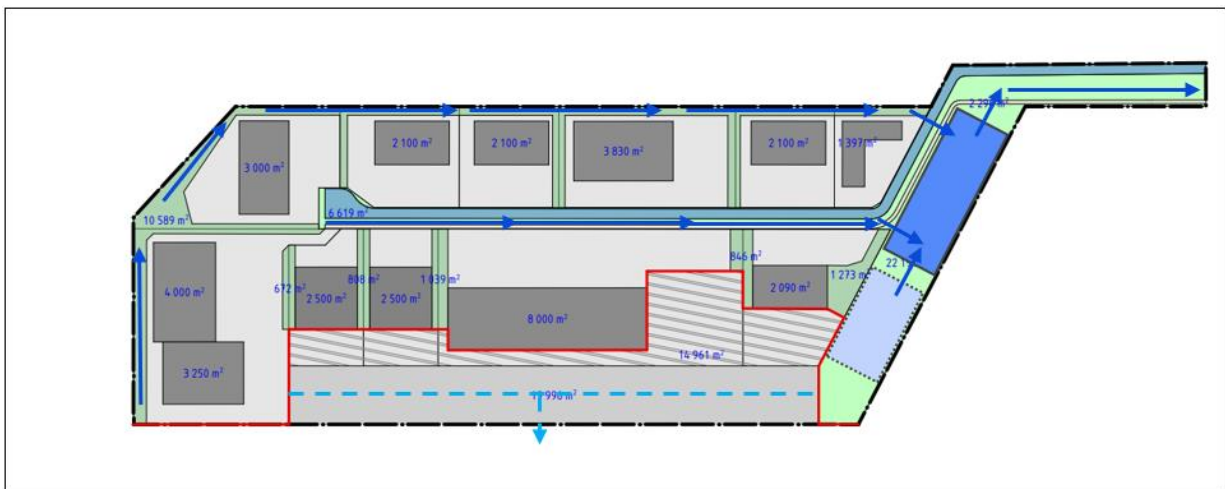 2 100 m²
2 100 m²
3 830 m²
2 100 m²
1 397 m²
3 000 m²
10 589 m²
6 619 m²
4 000 m²
672 m²
2 500 m²
808 m²
2 500 m²
1 039 m²
8 000 m²
846 m²
2 090 m²
1 273 m²
3 250 m²
14 961 m²